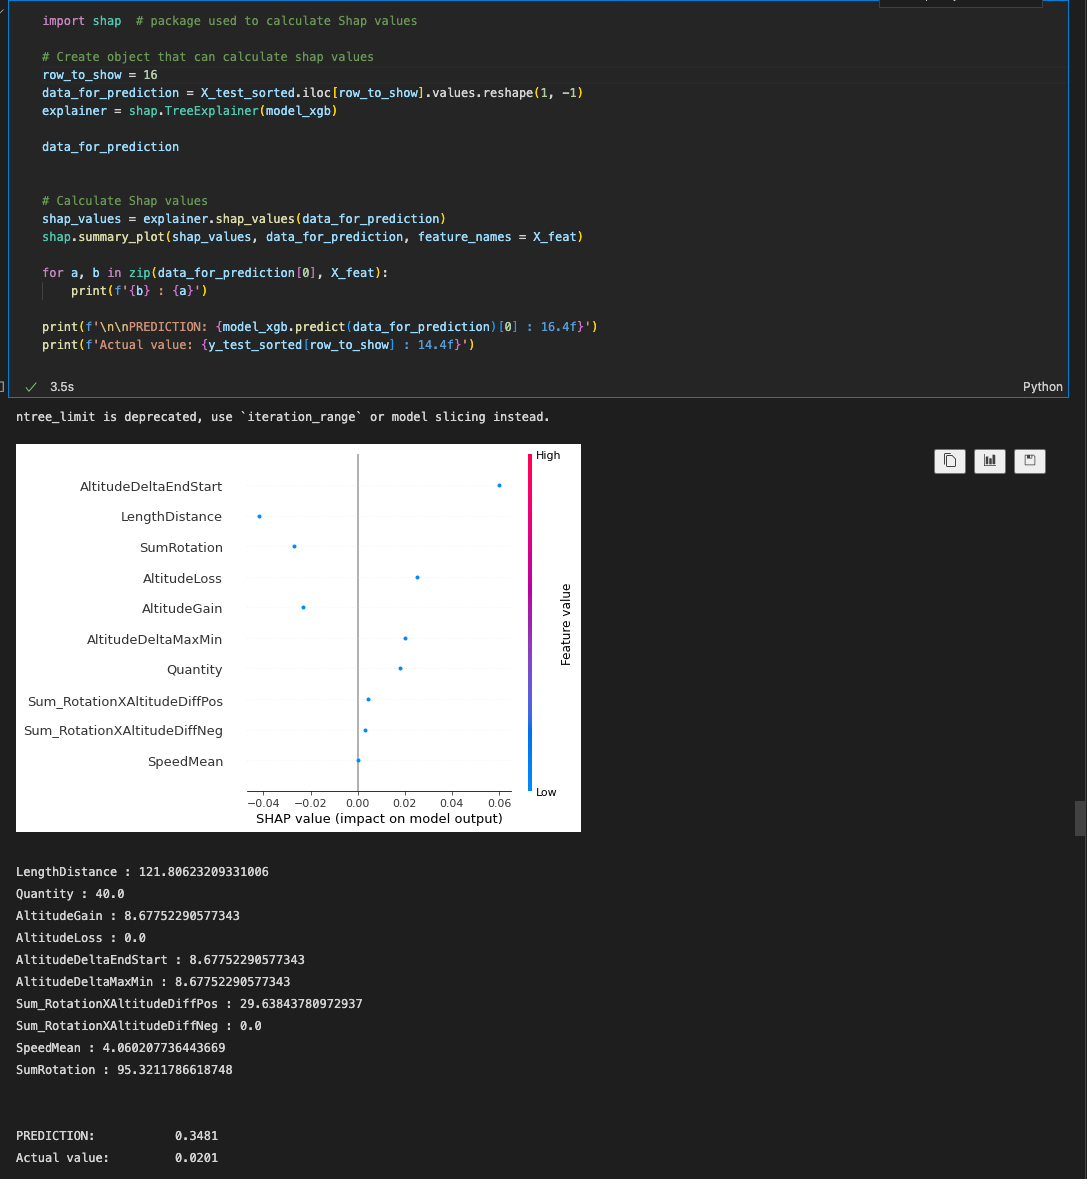 import shap  # package used to calculate Shap values
# Create object that can calculate shap values
row_to_show = 16
data_for_prediction = X_test_sorted.iloc[row_to_show].values.reshape(1, -1)
explainer = shap.TreeExplainer(model_xgb)
data_for_prediction
# Calculate Shap values
shap_values = explainer.shap_values(data_for_prediction)
shap.summary_plot(shap_values, data_for_prediction, feature_names = X_feat)
for a, b in zip(data_for_prediction[0], X_feat):
    print(f'{b} : {a}')
print(f'\n\nPREDICTION: {model_xgb.predict(data_for_prediction)[0] : 16.4f}')
print(f'Actual value: {y_test_sorted[row_to_show] : 14.4f}')
3.5s
Python
ntree_limit is deprecated, use `iteration_range` or model slicing instead.
High
AltitudeDeltaEndStart
LengthDistance
SumRotation
AltitudeLoss
AltitudeGain
AltitudeDeltaMaxMin
Quantity
Sum_RotationXAltitudeDiffPos
Sum_RotationXAltitudeDiffNeg
SpeedMean
Feature value
Low
−0.04 −0.02 0.00 0.02 0.04 0.06
SHAP value (impact on model output)
LengthDistance : 121.80623209331006
Quantity : 40.0
AltitudeGain : 8.67752290577343
AltitudeLoss : 0.0
AltitudeDeltaEndStart : 8.67752290577343
AltitudeDeltaMaxMin : 8.67752290577343
Sum_RotationXAltitudeDiffPos : 29.63843780972937
Sum_RotationXAltitudeDiffNeg : 0.0
SpeedMean : 4.060207736443669
SumRotation : 95.3211786618748
PREDICTION:           0.3481
Actual value:         0.0201